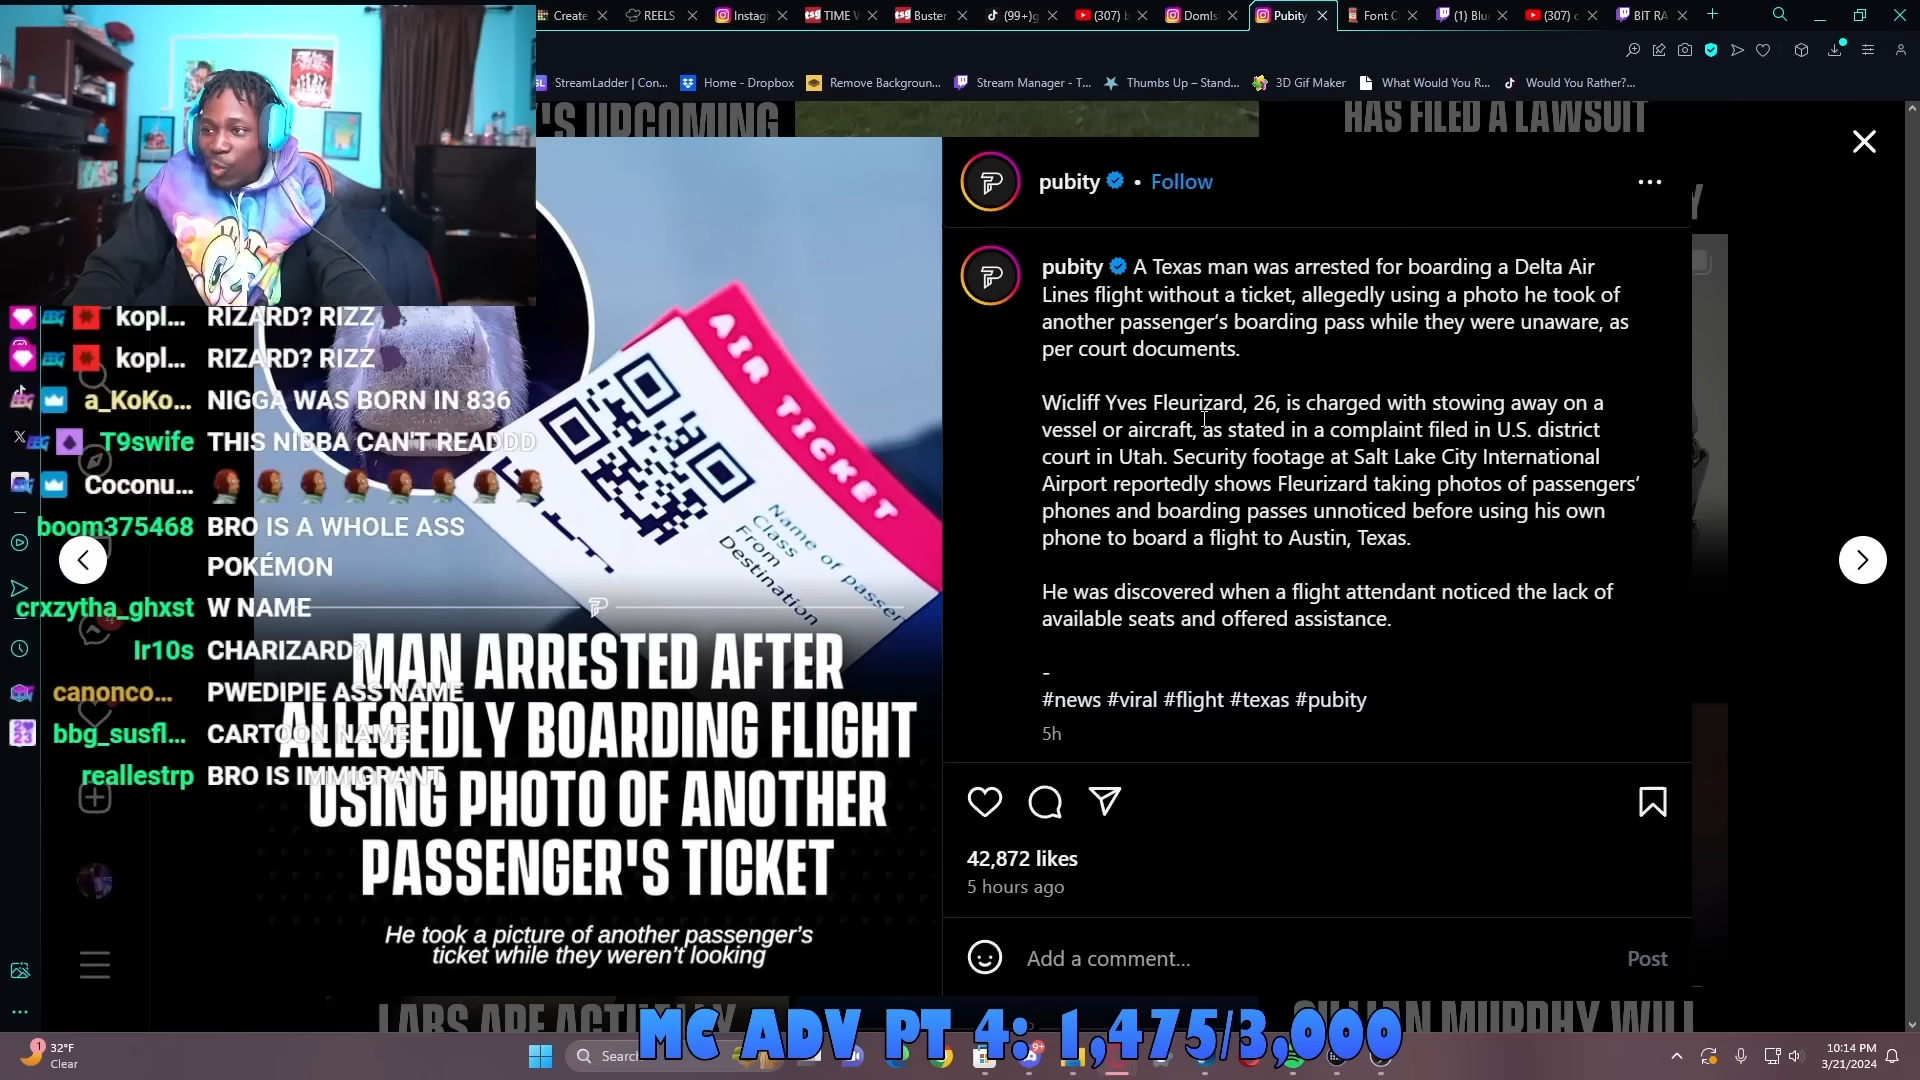 Create
REELS
Instag
TIME
Buster
(99+)g
(307)
DomIs
Pubity
Font C
(1) Blu
(307) c
BIT RA
StreamLadder | Con...
Home - Dropbox
Remove Backgroun...
Stream Manager - T...
Thumbs Up – Stand...
3D Gif Maker
What Would You R...
Would You Rather?...
'S UPCOMING
HAS FILED A LAWSUIT
pubity • Follow
pubity A Texas man was arrested for boarding a Delta Air
Lines flight without a ticket, allegedly using a photo he took of
another passenger’s boarding pass while they were unaware, as
per court documents.
Wicliff Yves Fleurizard, 26, is charged with stowing away on a
vessel or aircraft, as stated in a complaint filed in U.S. district
court in Utah. Security footage at Salt Lake City International
Airport reportedly shows Fleurizard taking photos of passengers’
phones and boarding passes unnoticed before using his own
phone to board a flight to Austin, Texas.
He was discovered when a flight attendant noticed the lack of
available seats and offered assistance.
-
#news #viral #flight #texas #pubity
5h
42,872 likes
5 hours ago
Add a comment...
Post
kopl... RIZARD? RIZZ
kopl... RIZARD? RIZZ
a_KoKo... NIGGA WAS BORN IN 836
T9swife THIS NIBBA CAN'T READDD
Coconu...
boom375468 BRO IS A WHOLE ASS
POKÉMON
crxzytha_ghxst W NAME
lr10s CHARIZARD?
canonco... PWEDIPIE ASS NAME
bbg_susfl... CARTOON NAME
reallestrp BRO IS IMMIGRANT
AIR TICKET
Name of passen
Class
From
Destination
MAN ARRESTED AFTER
ALLEGEDLY BOARDING FLIGHT
USING PHOTO OF ANOTHER
PASSENGER'S TICKET
He took a picture of another passenger's
ticket while they weren't looking
LABS ARE ACTUALLY
CILLIAN MURPHY WILL
MC ADV PT 4: 1,475/3,000
32°F
Clear
Search
10:14 PM
3/21/2024